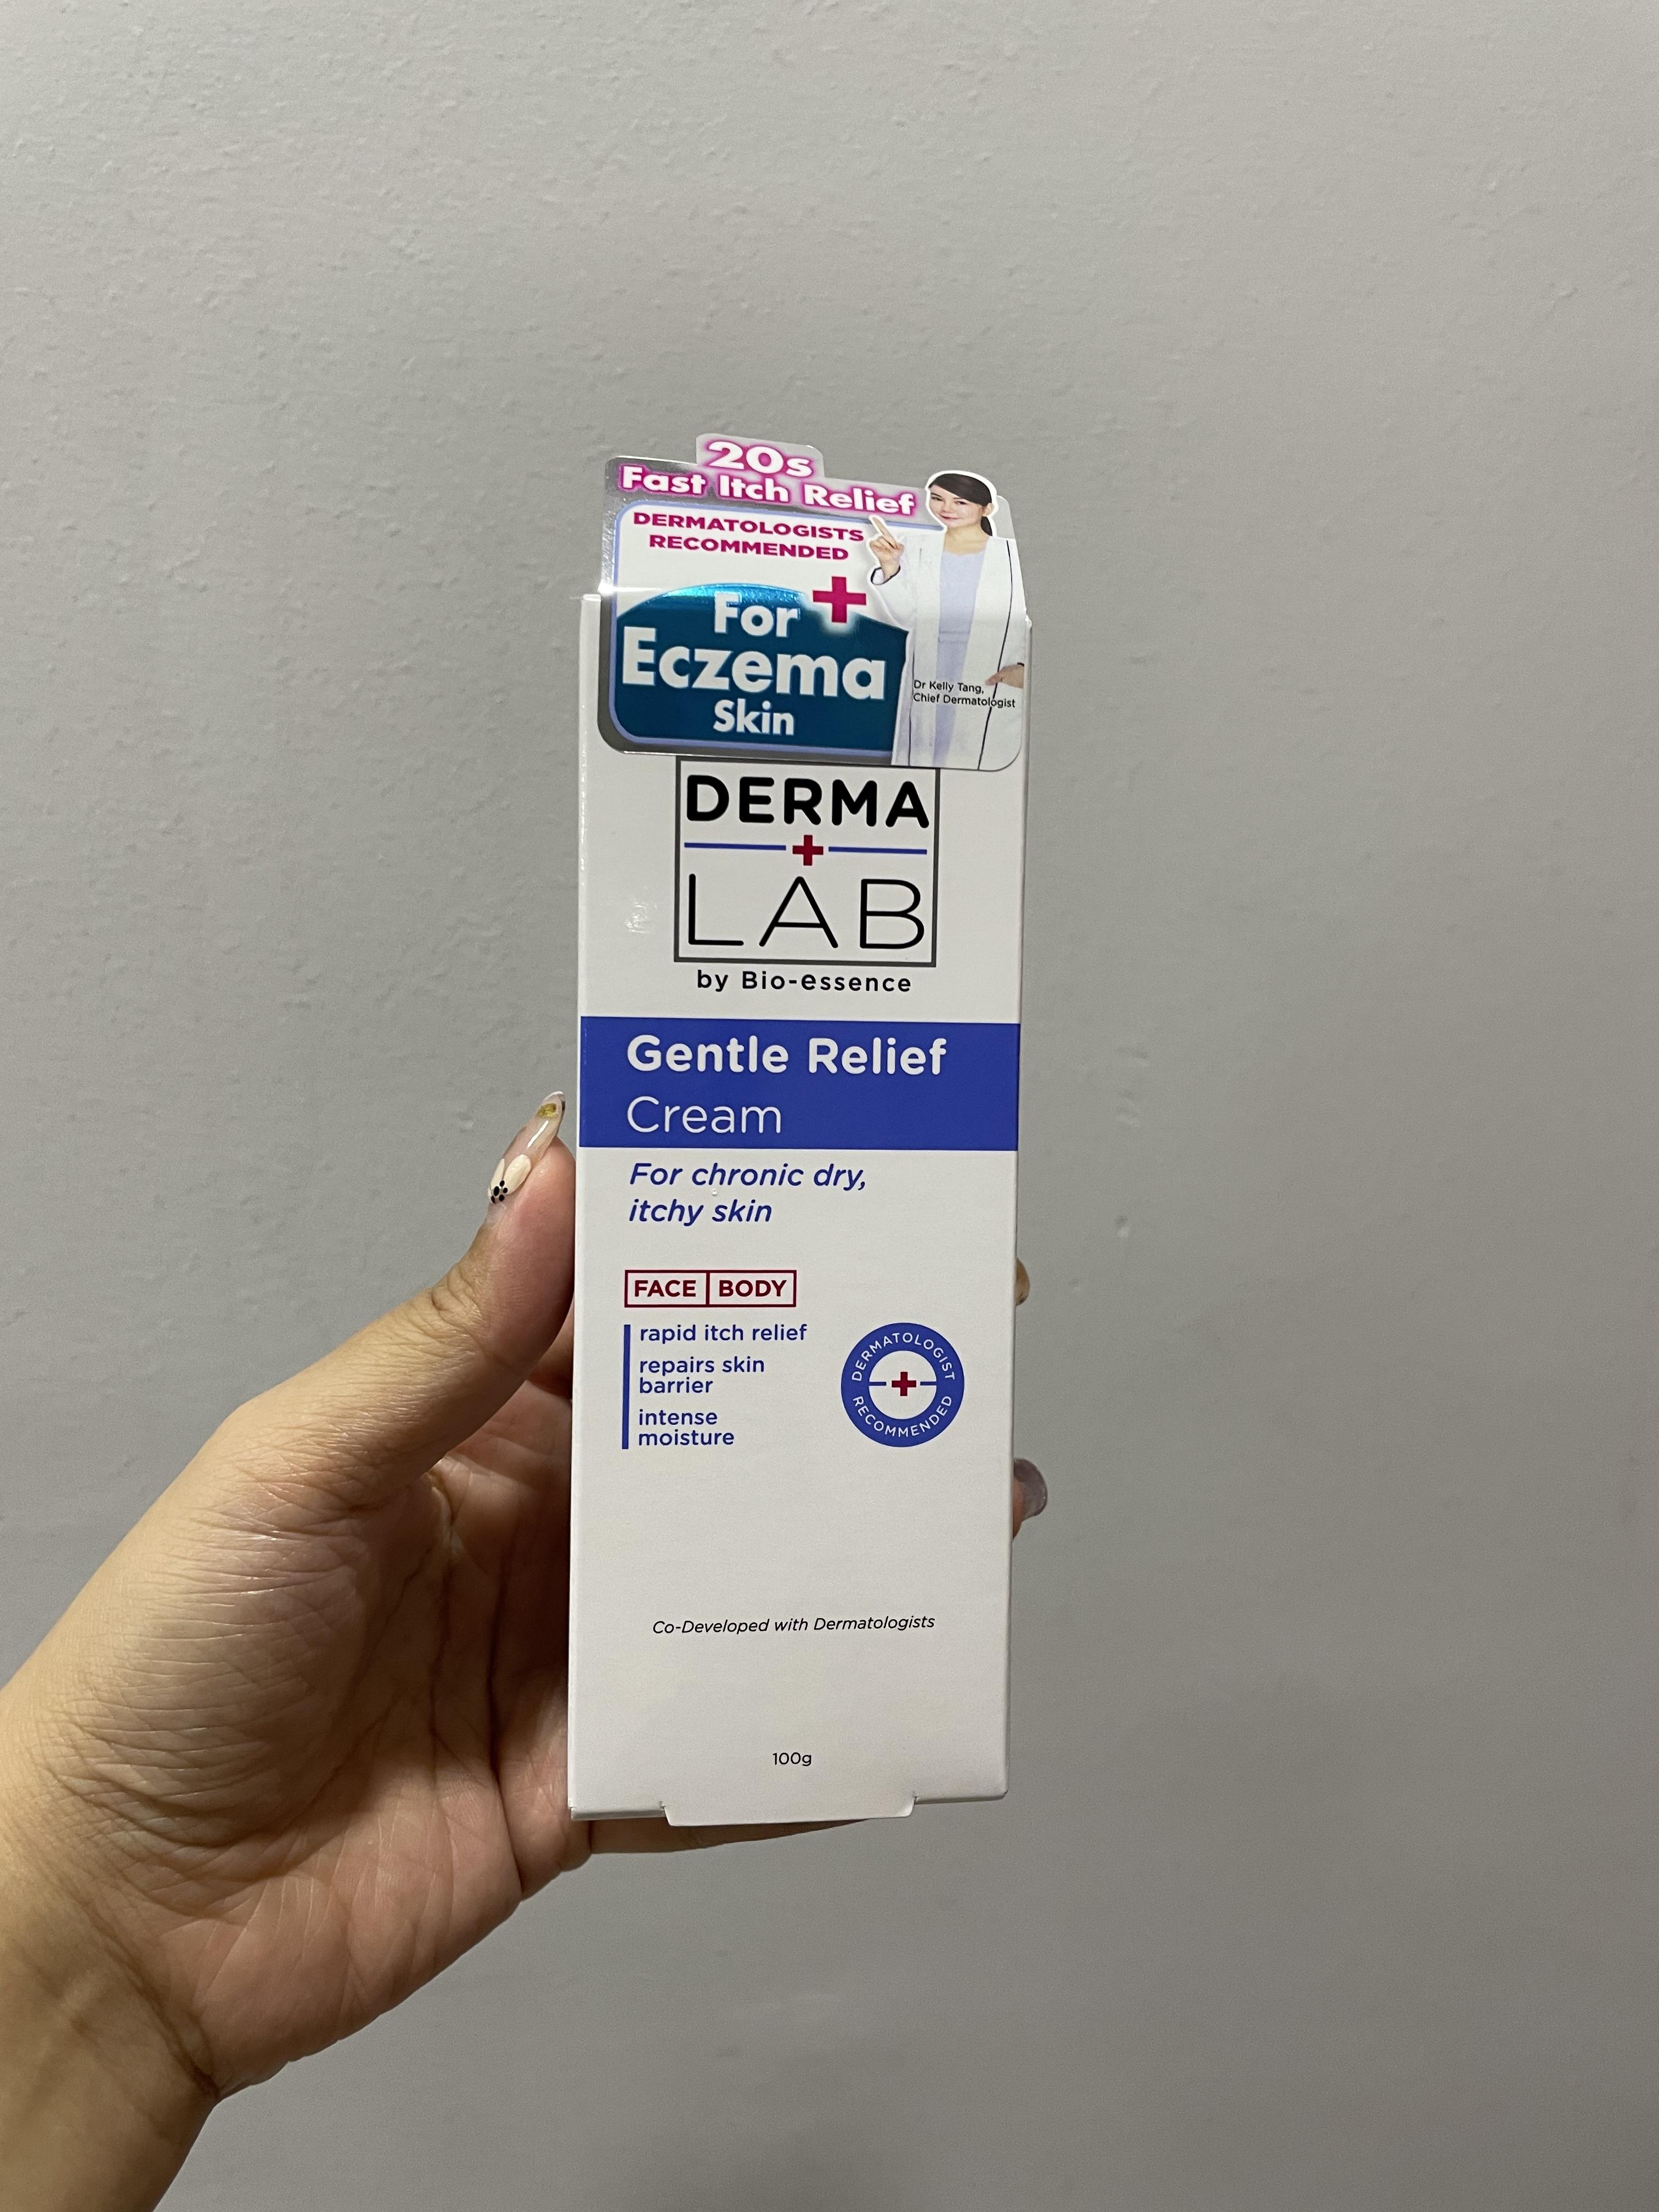 20s
Fast Itch Relief
DERMATOLOGISTS
RECOMMENDED
For
Eczema
Skin
Dr Kelly Tang,
Chief Dermatologist
DERMA
LAB
by Bio-essence
Gentle Relief
Cream
For chronic dry,
itchy skin
FACE BODY
rapid itch relief
repairs skin
barrier
intense
moisture
DERMATOLOGIST
RECOMMENDED
Co-Developed with Dermatologists
100g